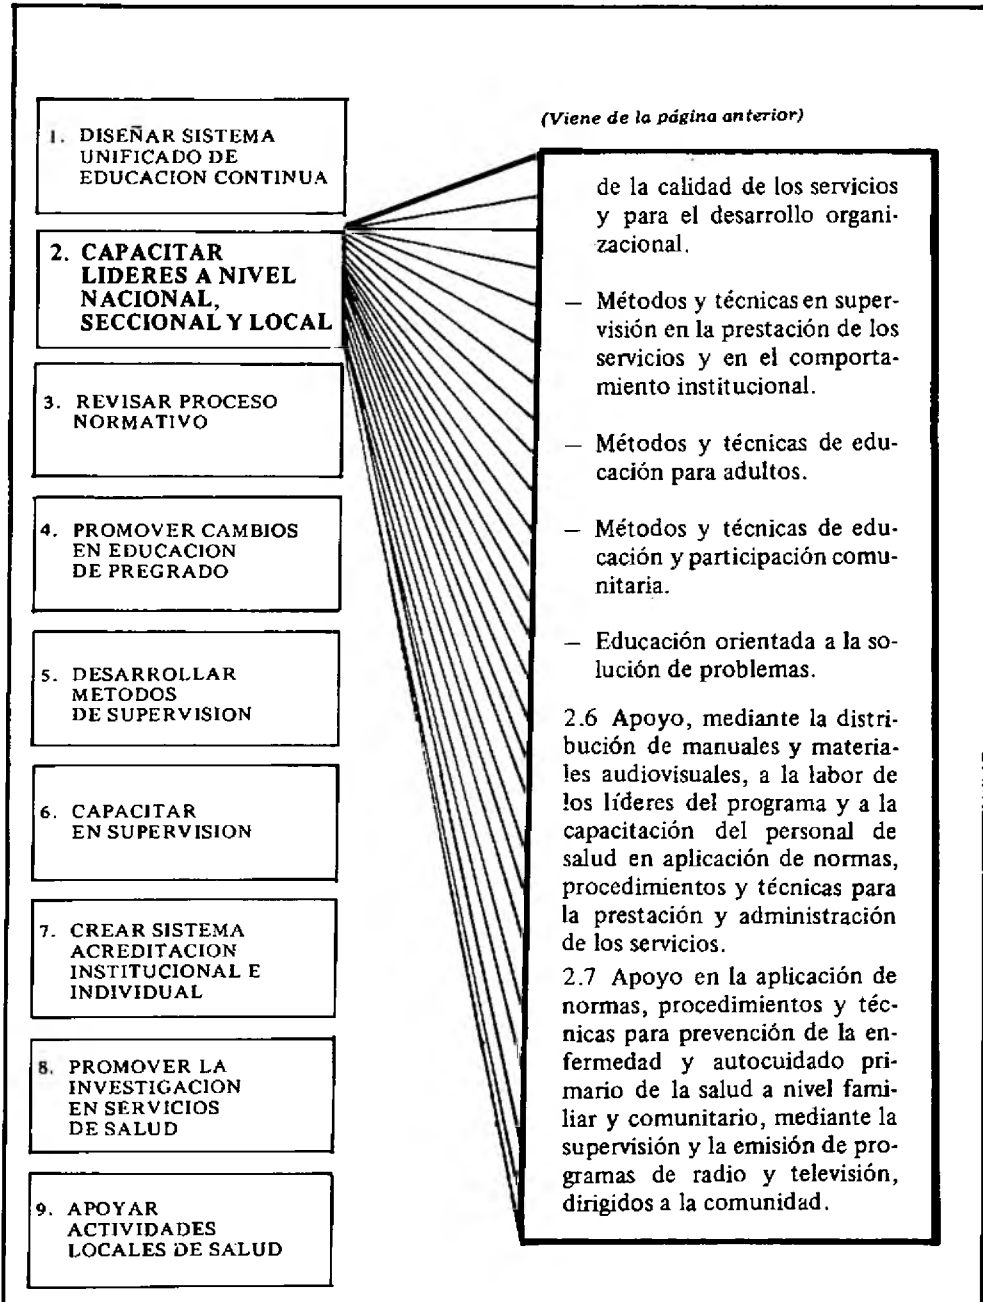 1. DISEÑAR SISTEMA
UNIFICADO DE
EDUCACION CONTINUA
2. CAPACITAR
LIDERES A NIVEL
NACIONAL,
SECCIONAL Y LOCAL
3. REVISAR PROCESO
NORMATIVO
4. PROMOVER CAMBIOS
EN EDUCACION
DE PREGRADO
5. DESARROLLAR
METODOS
DE SUPERVISION
6. CAPACITAR
EN SUPERVISION
7. CREAR SISTEMA
ACREDITACION
INSTITUCIONAL E
INDIVIDUAL
8. PROMOVER LA
INVESTIGACION
EN SERVICIOS
DE SALUD
9. APOYAR
ACTIVIDADES
LOCALES DE SALUD
(Viene de la página anterior)
de la calidad de los servicios
y para el desarrollo organi-
zacional.
— Métodos y técnicas en super-
visión en la prestación de los
servicios y en el comporta-
miento institucional.
— Métodos y técnicas de edu-
cación para adultos.
— Métodos y técnicas de edu-
cación y participación comu-
nitaria.
— Educación orientada a la so-
lución de problemas.
2.6 Apoyo, mediante la distri-
bución de manuales y materia-
les audiovisuales, a la labor de
los líderes del programa y a la
capacitación del personal de
salud en aplicación de normas,
procedimientos y técnicas para
la prestación y administración
de los servicios.
2.7 Apoyo en la aplicación de
normas, procedimientos y téc-
nicas para prevención de la en-
fermedad y autocuidado pri-
mario de la salud a nivel fami-
liar y comunitario, mediante la
supervisión y la emisión de pro-
gramas de radio y televisión,
dirigidos a la comunidad.